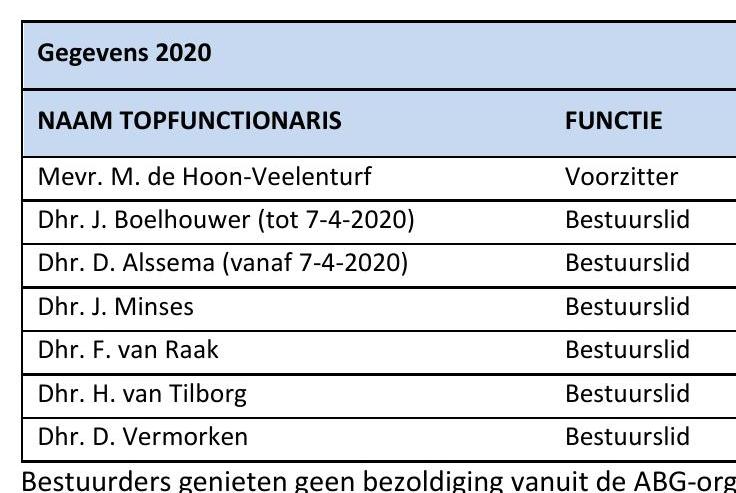 Gegevens 2020
NAAM TOPFUNCTIONARIS FUNCTIE
Mevr. M. de Hoon-Veelenturf Voorzitter
Dhr. J. Boelhouwer (tot 7-4-2020) Bestuurslid
Dhr. D. Alssema (vanaf 7-4-2020) Bestuurslid
Dhr. J. Minses Bestuurslid
Dhr. F. van Raak Bestuurslid
Dhr. H. van Tilborg Bestuurslid
Dhr. D. Vermorken Bestuurslid
Bestuurders genieten geen bezoldiging vanuit de ABG-org